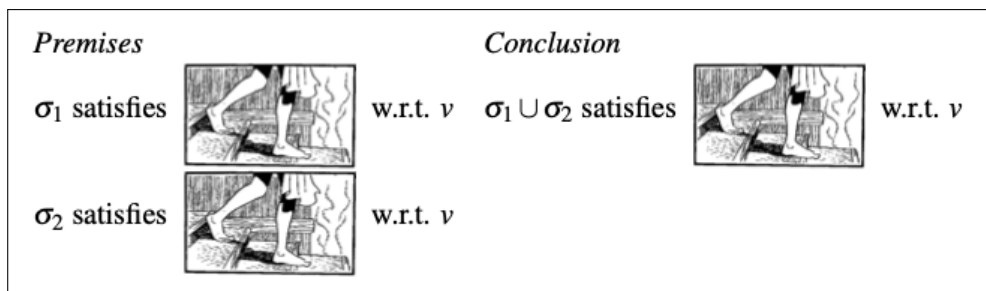 Premises Conclusion
σ1 satisfies w.r.t. v σ1 ∪ σ2 satisfies w.r.t. v
σ2 satisfies w.r.t. v